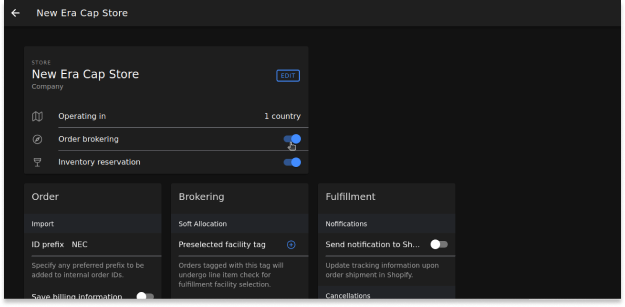 New Era Cap Store
STORE
New Era Cap Store
EDIT
Company
Operating in 1 country
Order brokering
Inventory reservation
Order
Import
ID prefix NEC
Specify any preferred prefix to be
added to internal order IDs.
Save billing information
Brokering
Soft Allocation
Preselected facility tag
Orders tagged with this tag will
undergo line item check for
fulfillment facility selection.
Fulfillment
Nofifications
Send notification to Sh...
Update tracking information upon
order shipment in Shopify.
Cancellations